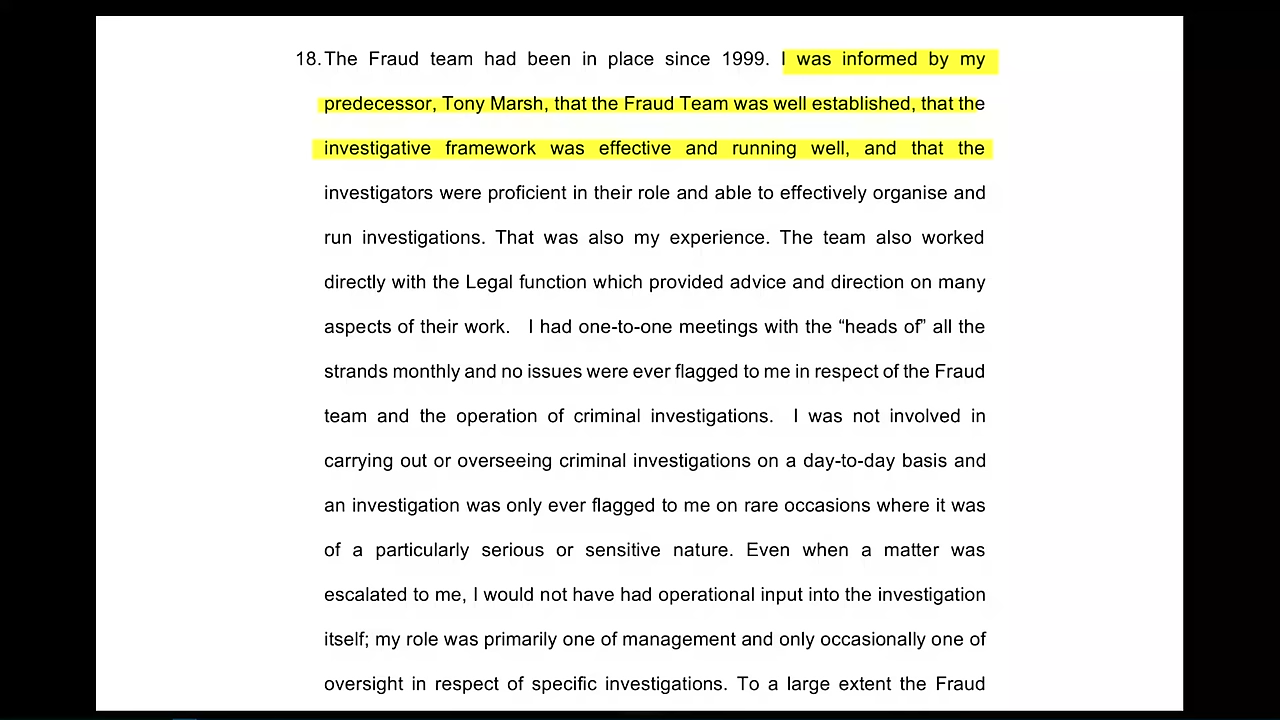 18. The Fraud team had been in place since 1999. I was informed by my
predecessor, Tony Marsh, that the Fraud Team was well established, that the
investigative framework was effective and running well, and that the
investigators were proficient in their role and able to effectively organise and
run investigations. That was also my experience. The team also worked
directly with the Legal function which provided advice and direction on many
aspects of their work. I had one-to-one meetings with the “heads of” all the
strands monthly and no issues were ever flagged to me in respect of the Fraud
team and the operation of criminal investigations. I was not involved in
carrying out or overseeing criminal investigations on a day-to-day basis and
an investigation was only ever flagged to me on rare occasions where it was
of a particularly serious or sensitive nature. Even when a matter was
escalated to me, I would not have had operational input into the investigation
itself; my role was primarily one of management and only occasionally one of
oversight in respect of specific investigations. To a large extent the Fraud